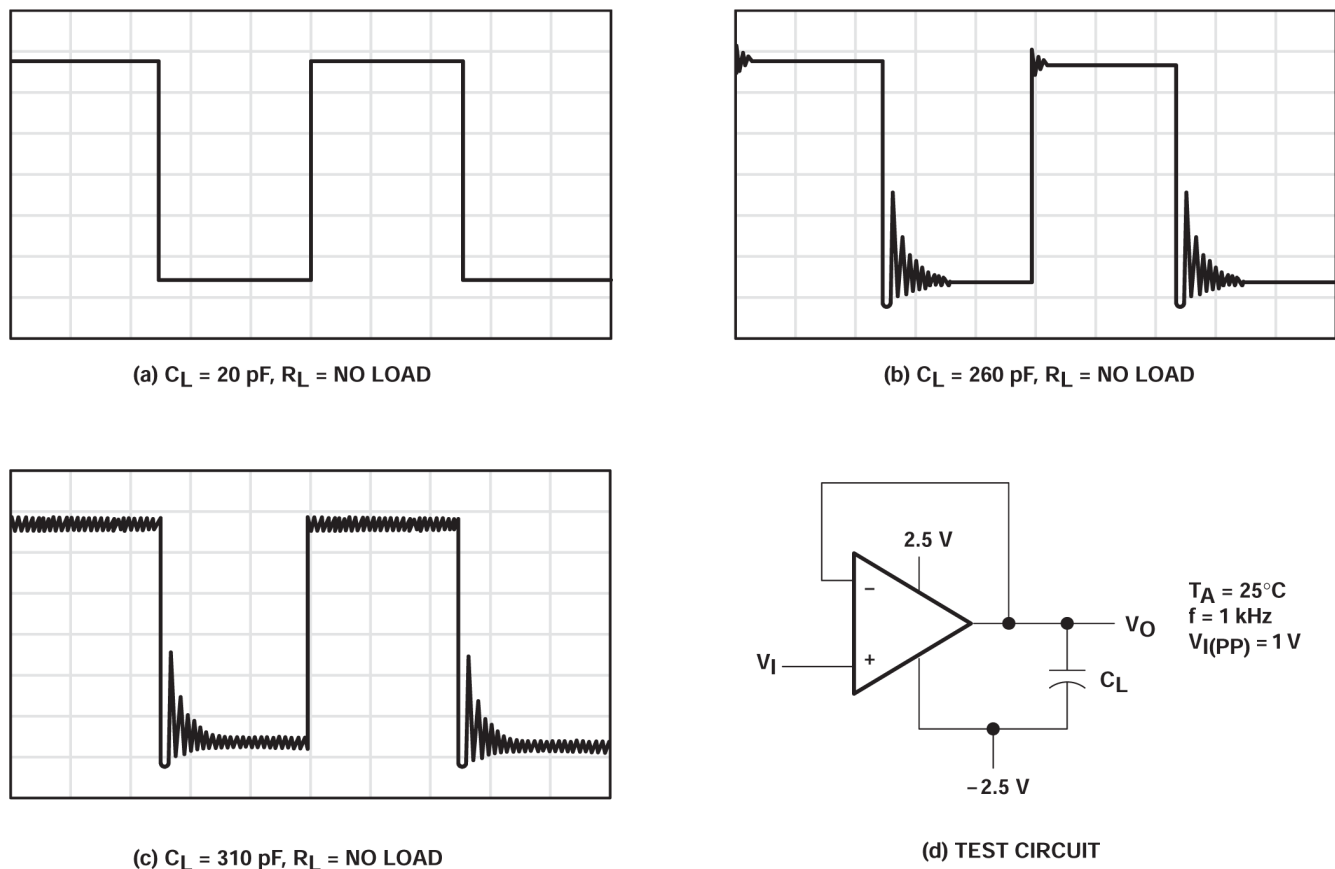 (a) CL = 20 pF, RL = NO LOAD
(b) CL = 260 pF, RL = NO LOAD
(c) CL = 310 pF, RL = NO LOAD
2.5 V
−
+
VI
VO
CL
−2.5 V
TA = 25°C
f = 1 kHz
VI(PP) = 1 V
(d) TEST CIRCUIT